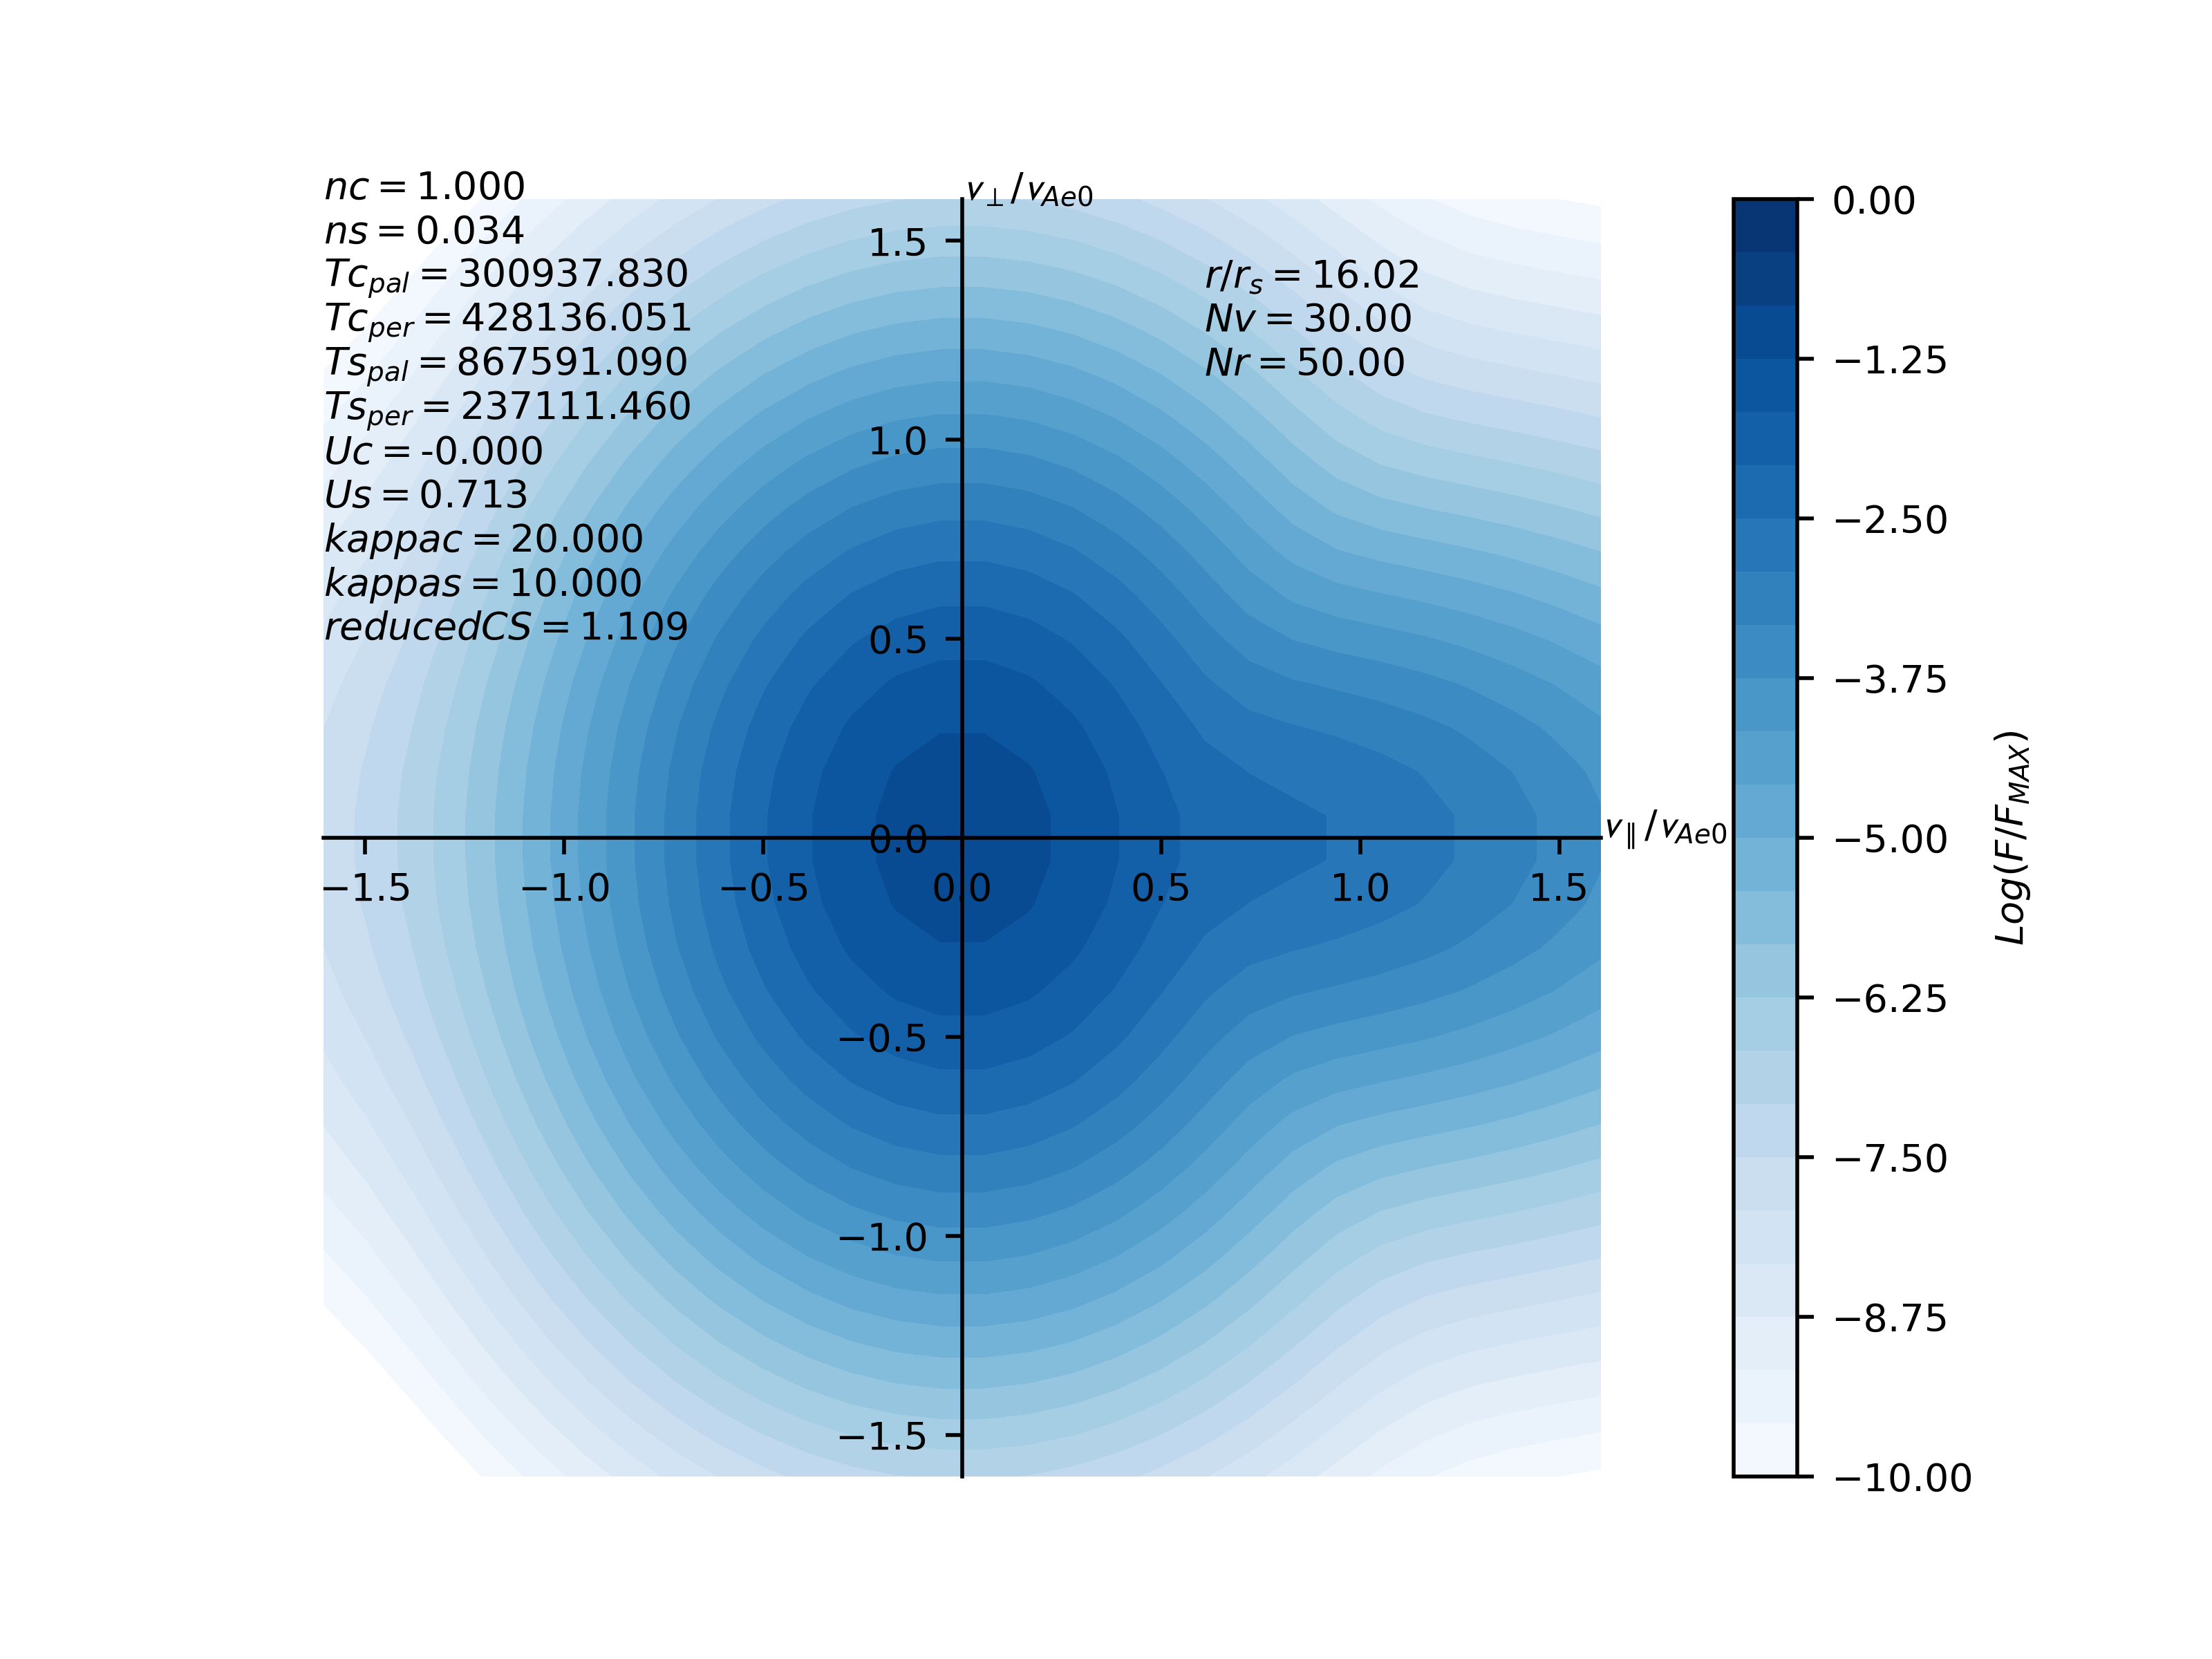 nc = 1.000
ns = 0.034
Tc_pal = 300937.830
Tc_per = 428136.051
Ts_pal = 867591.090
Ts_per = 237111.460
Uc = -0.000
Us = 0.713
kappac = 20.000
kappas = 10.000
reducedCS = 1.109
v_⊥/v_Ae0
r/r_s = 16.02
Nv = 30.00
Nr = 50.00
1.5
1.0
0.5
0.0
−0.5
−1.0
−1.5
−1.5 −1.0 −0.5 0.0 0.5 1.0 1.5
v_∥/v_Ae0
0.00
−1.25
−2.50
−3.75
−5.00
−6.25
−7.50
−8.75
−10.00
Log(F/F_MAX)